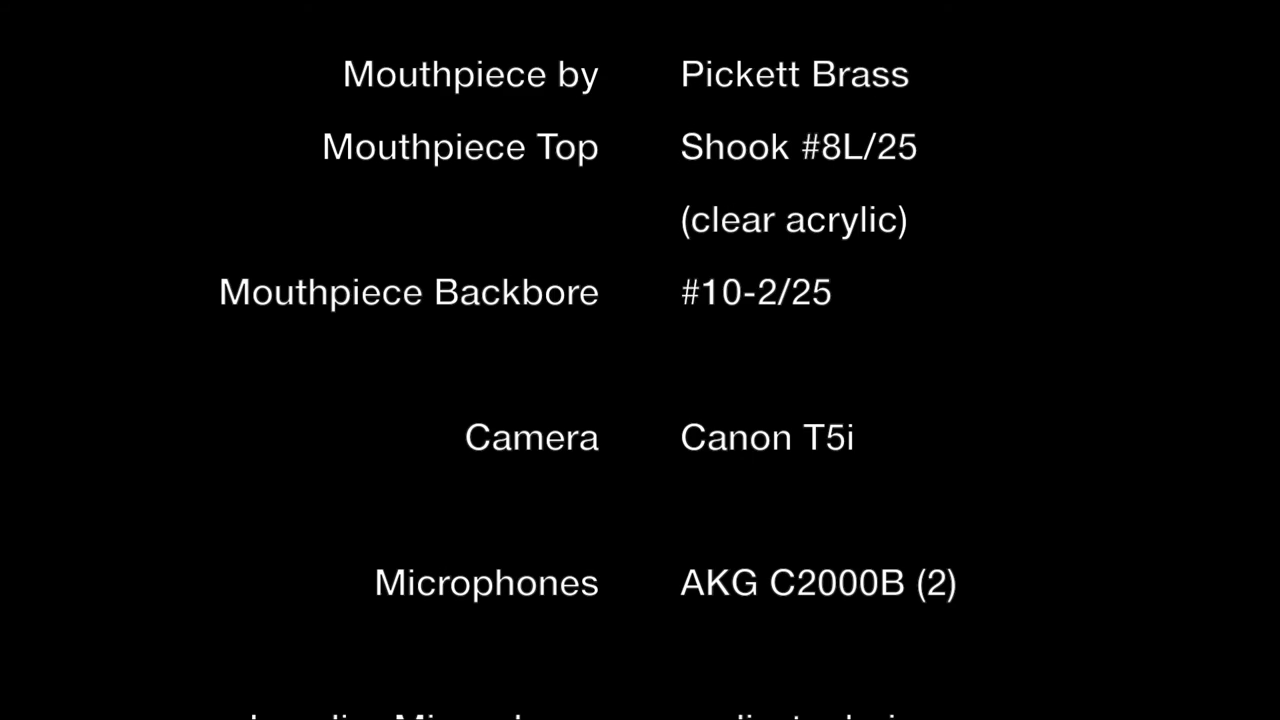 Mouthpiece by Pickett Brass
Mouthpiece Top Shook #8L/25
(clear acrylic)
Mouthpiece Backbore #10-2/25
Camera Canon T5i
Microphones AKG C2000B (2)